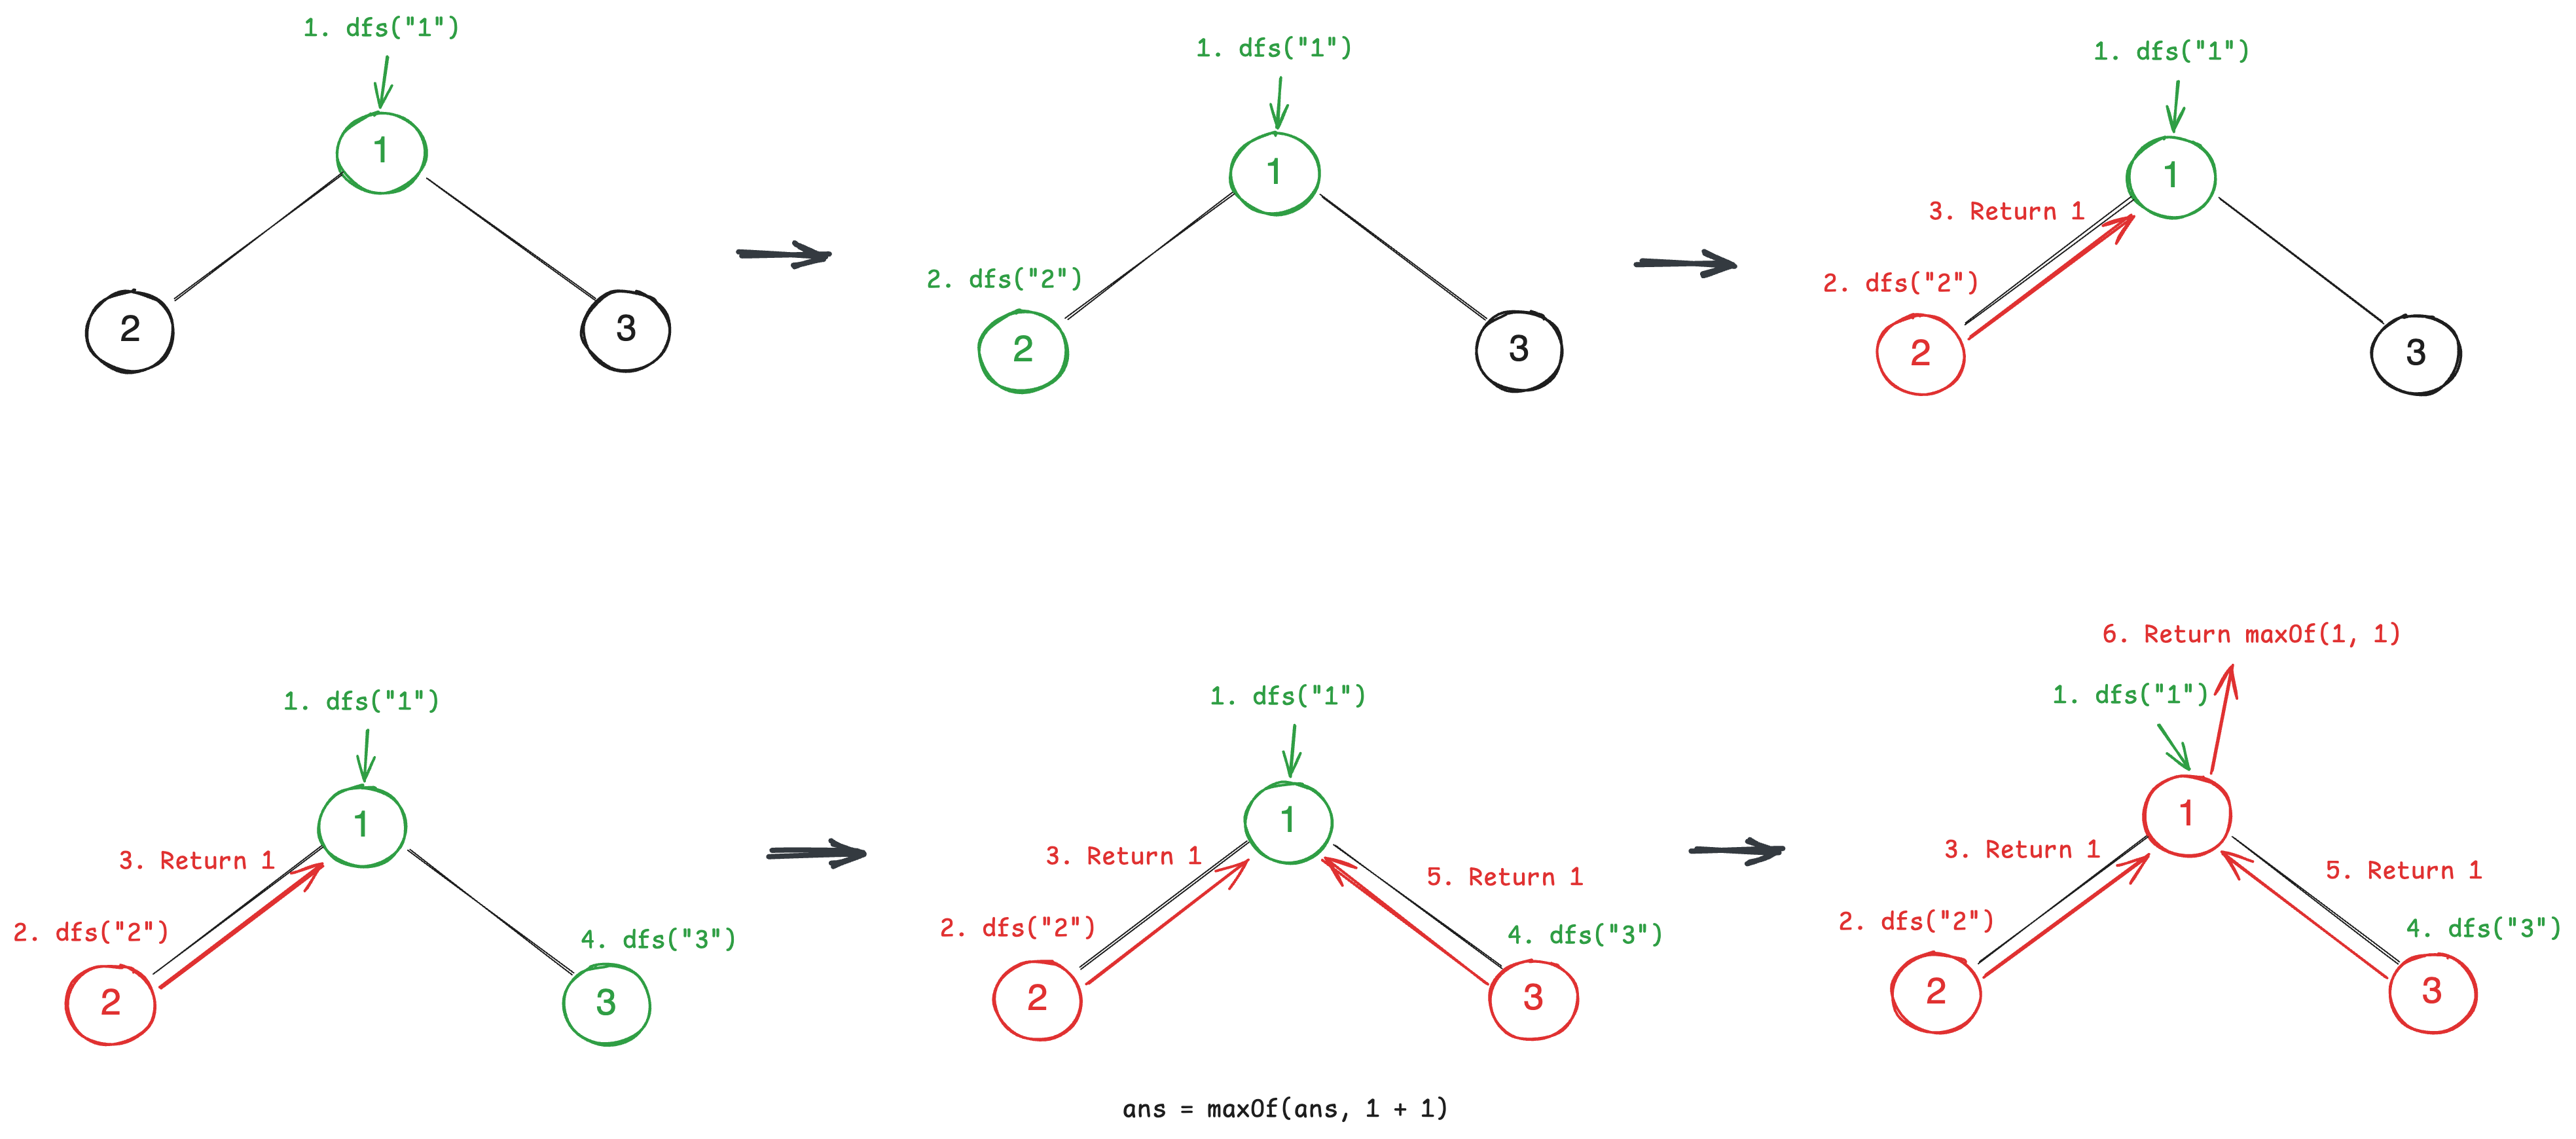 1. dfs("1")
1
2
3
1. dfs("1")
1
2. dfs("2")
2
3
1. dfs("1")
1
3. Return 1
2. dfs("2")
2
3
1. dfs("1")
1
3. Return 1
2. dfs("2")
4. dfs("3")
2
3
1. dfs("1")
1
3. Return 1
5. Return 1
2. dfs("2")
4. dfs("3")
2
3
ans = maxOf(ans, 1 + 1)
6. Return maxOf(1, 1)
1. dfs("1")
1
3. Return 1
5. Return 1
2. dfs("2")
4. dfs("3")
2
3